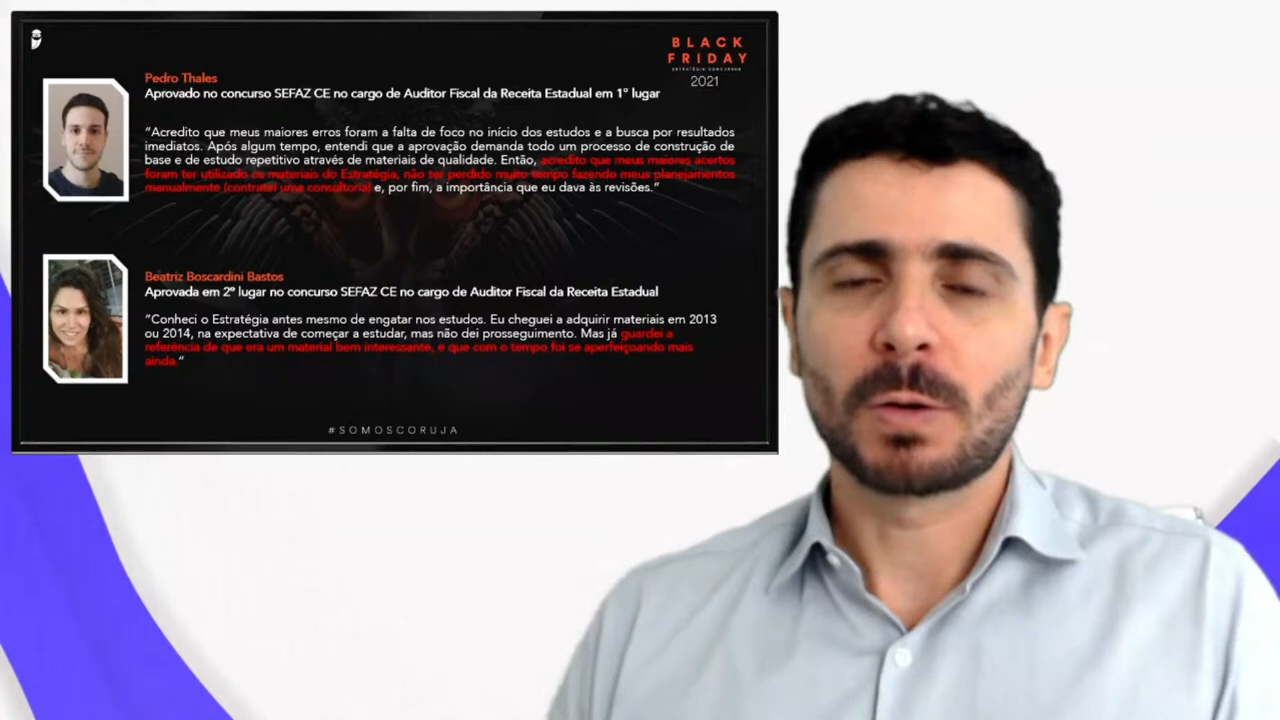 BLACK
FRIDAY
ESTRATÉGIA CONCURSOS
2021
Pedro Thales
Aprovado no concurso SEFAZ CE no cargo de Auditor Fiscal da Receita Estadual em 1º lugar
“Acredito que meus maiores erros foram a falta de foco no início dos estudos e a busca por resultados
imediatos. Após algum tempo, entendi que a aprovação demanda todo um processo de construção de
base e de estudo repetitivo através de materiais de qualidade. Então, acredito que meus maiores acertos
foram ter utilizado os materiais do Estratégia, não ter perdido muito tempo fazendo meus planejamentos
manualmente (contratei uma consultoria) e, por fim, a importância que eu dava às revisões.”
Beatriz Boscardini Bastos
Aprovada em 2º lugar no concurso SEFAZ CE no cargo de Auditor Fiscal da Receita Estadual
“Conheci o Estratégia antes mesmo de engatar nos estudos. Eu cheguei a adquirir materiais em 2013
ou 2014, na expectativa de começar a estudar, mas não dei prosseguimento. Mas já guardei a
referência de que era um material bem interessante, e que com o tempo foi se aperfeiçoando mais
ainda.”
#SOMOSCORUJA